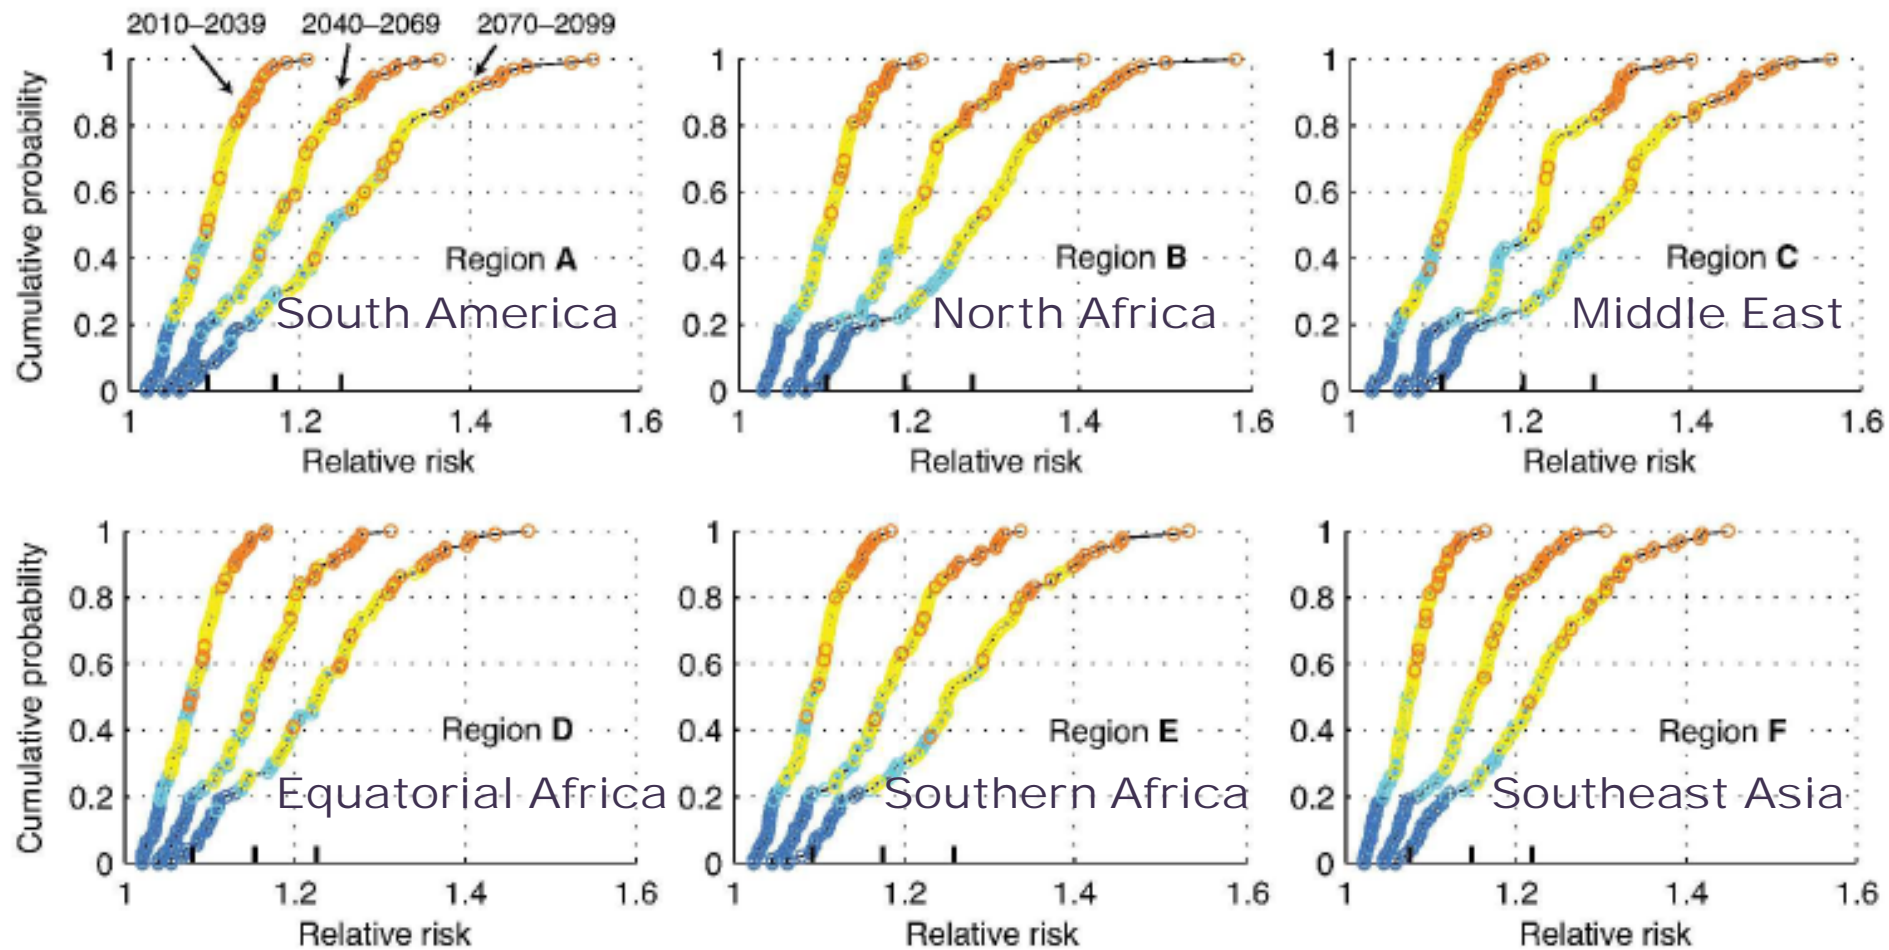 2010–2039 2040–2069 2070–2099
Cumulative probability
1
0.8
0.6
0.4
0.2
0
Region A
South America
1 1.2 1.4 1.6
Relative risk
1
0.8
0.6
0.4
0.2
0
Region B
North Africa
1 1.2 1.4 1.6
Relative risk
1
0.8
0.6
0.4
0.2
0
Region C
Middle East
1 1.2 1.4 1.6
Relative risk
Cumulative probability
1
0.8
0.6
0.4
0.2
0
Region D
Equatorial Africa
1 1.2 1.4 1.6
Relative risk
1
0.8
0.6
0.4
0.2
0
Region E
Southern Africa
1 1.2 1.4 1.6
Relative risk
1
0.8
0.6
0.4
0.2
0
Region F
Southeast Asia
1 1.2 1.4 1.6
Relative risk